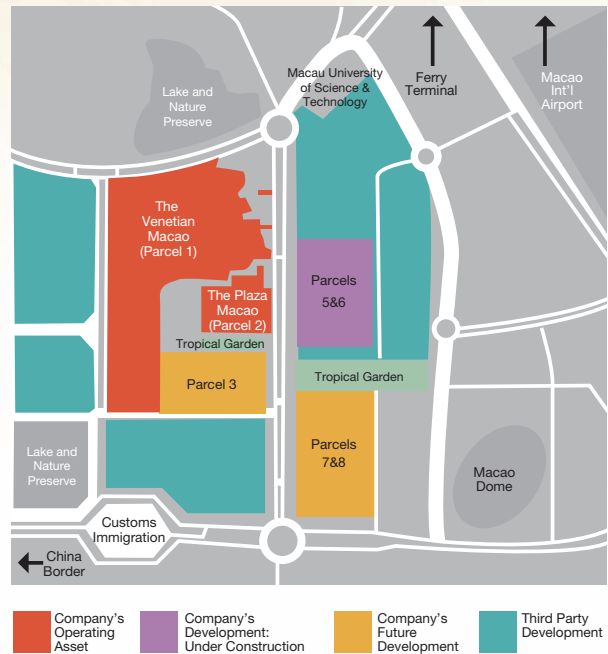 Macau University
of Science &
Technology
Ferry
Terminal
Macao
Int'l
Airport
Lake and
Nature
Preserve
The
Venetian
Macao
(Parcel 1)
The Plaza
Macao
(Parcel 2)
Tropical Garden
Parcel 3
Parcels
5&6
Tropical Garden
Parcels
7&8
Lake and
Nature
Preserve
Macao
Dome
Customs
Immigration
China
Border
Company's
Operating
Asset
Company's
Development:
Under Construction
Company's
Future
Development
Third Party
Development